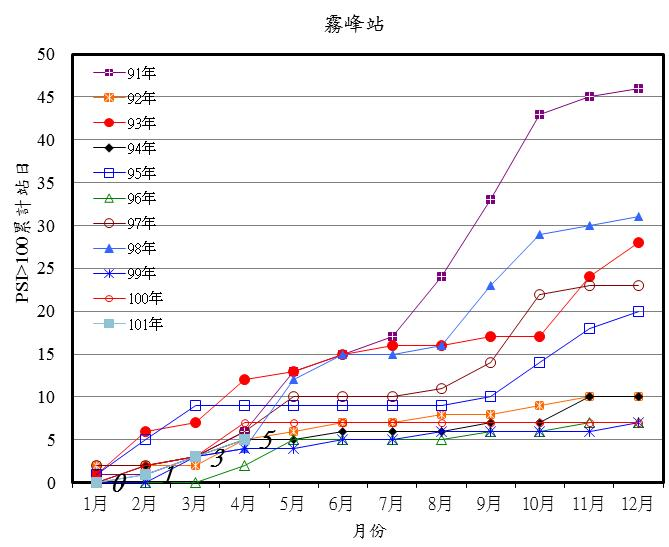 霧峰站
PSI>100累計站日
50
45
40
35
30
25
20
15
10
5
0
91年
92年
93年
94年
95年
96年
97年
98年
99年
100年
101年
0
1
3
5
1月 2月 3月 4月 5月 6月 7月 8月 9月 10月 11月 12月
月份